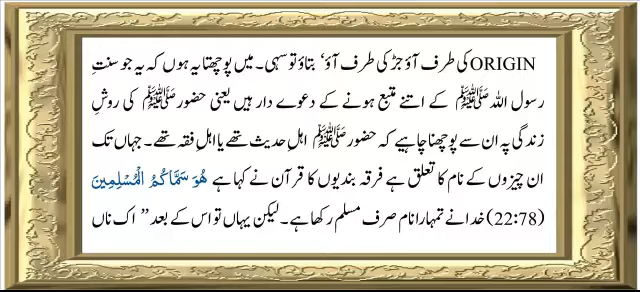 ORIGIN کی طرف آؤ جڑ کی طرف آؤ‘ بتاؤ تو سہی۔ میں پوچھتا یہ ہوں کہ یہ جو سنتِ
رسول اللہ ﷺ کے اتنے متبع ہونے کے دعوے دار ہیں یعنی حضور ﷺ کی روشِ
زندگی پہ ان سے پوچھنا چاہیے کہ حضور ﷺ اہلِ حدیث تھے یا اہلِ فقہ تھے۔ جہاں تک
ان چیزوں کے نام کا تعلق ہے فرقہ بندیوں کا قرآن نے کہا ہے هُوَ سَمَّاكُمُ الْمُسْلِمِينَ
(22:78) خدا نے تمہارا نام صرف مسلم رکھا ہے۔ لیکن یہاں تو اس کے بعد ”اک ناں